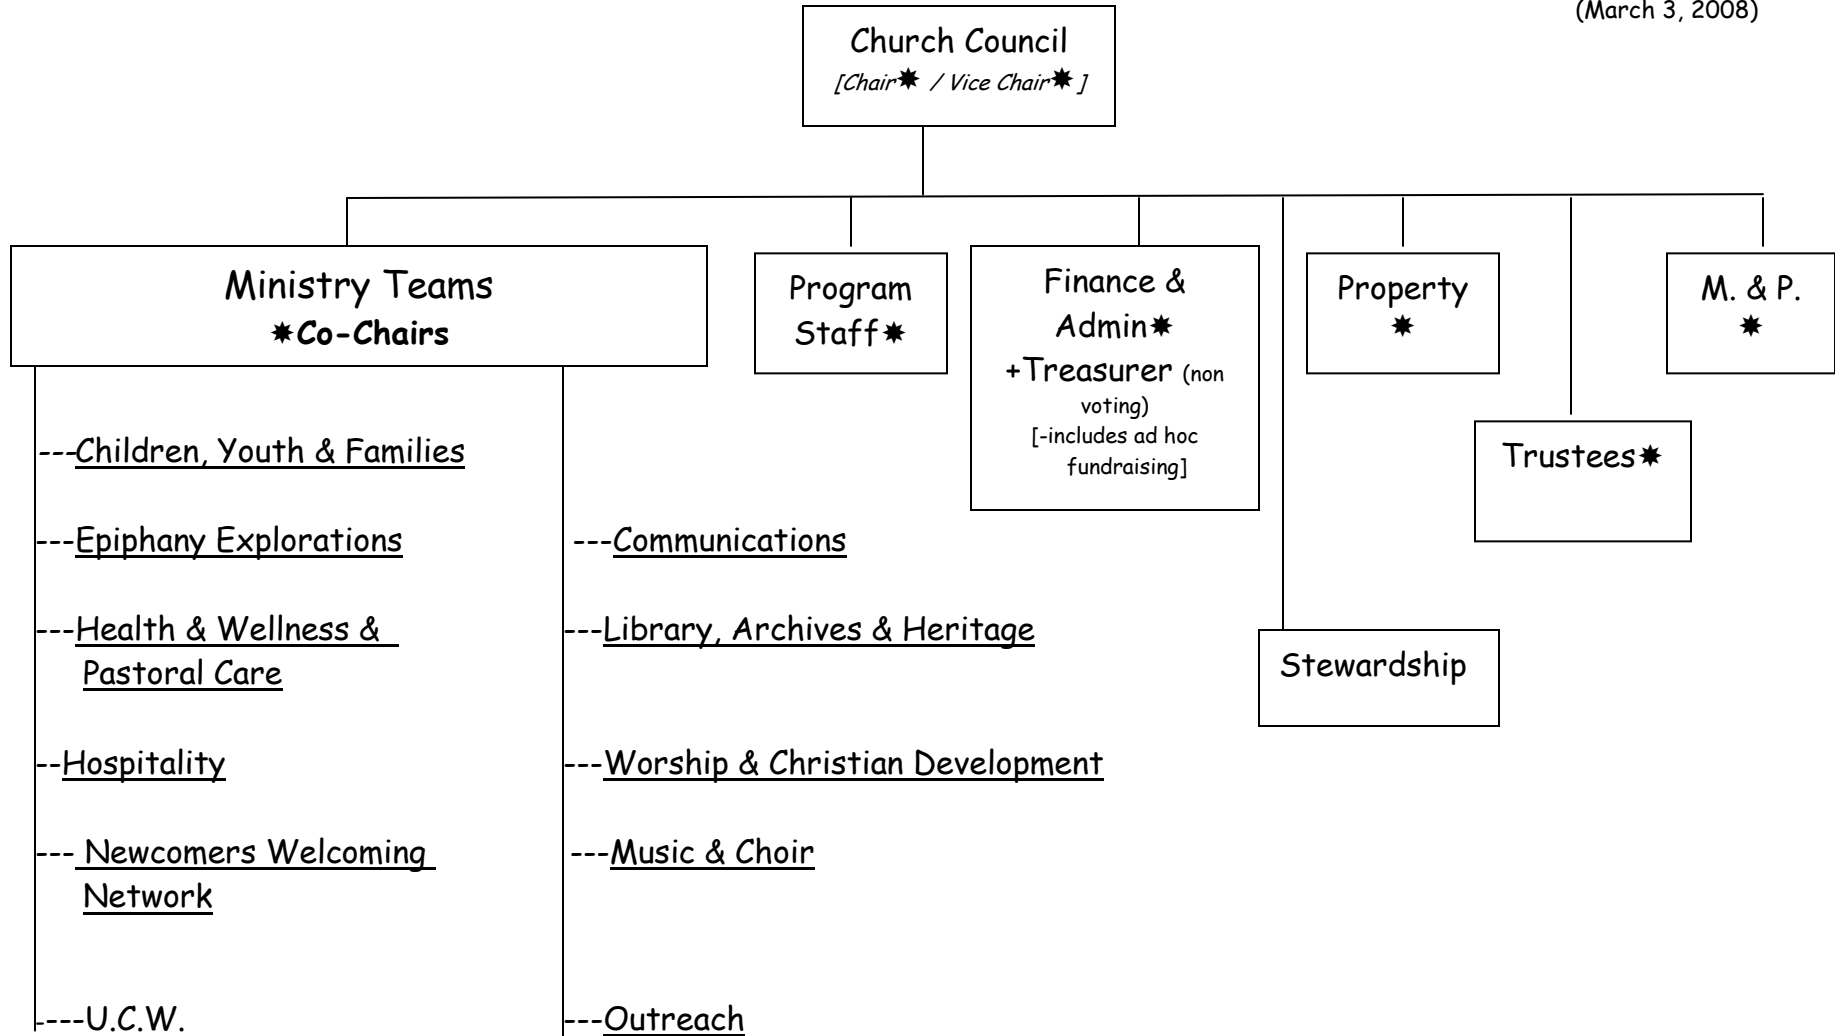 (March 3, 2008)
Church Council
[Chair✷ / Vice Chair✷ ]
Ministry Teams
✷Co-Chairs
Program
Staff✷
Finance &
Admin✷
+Treasurer (non
voting)
[-includes ad hoc
fundraising]
Property
✷
M. & P.
✷
Trustees✷
Stewardship
---Children, Youth & Families
---Epiphany Explorations
---Health & Wellness &
Pastoral Care
--Hospitality
--- Newcomers Welcoming
Network
----U.C.W.
---Communications
---Library, Archives & Heritage
---Worship & Christian Development
---Music & Choir
---Outreach